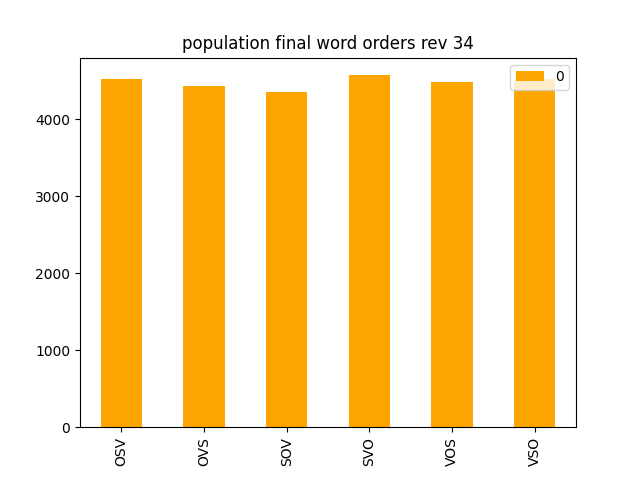 population final word orders rev 34
0
4000
3000
2000
1000
0
OSV
OVS
SOV
SVO
VOS
VSO